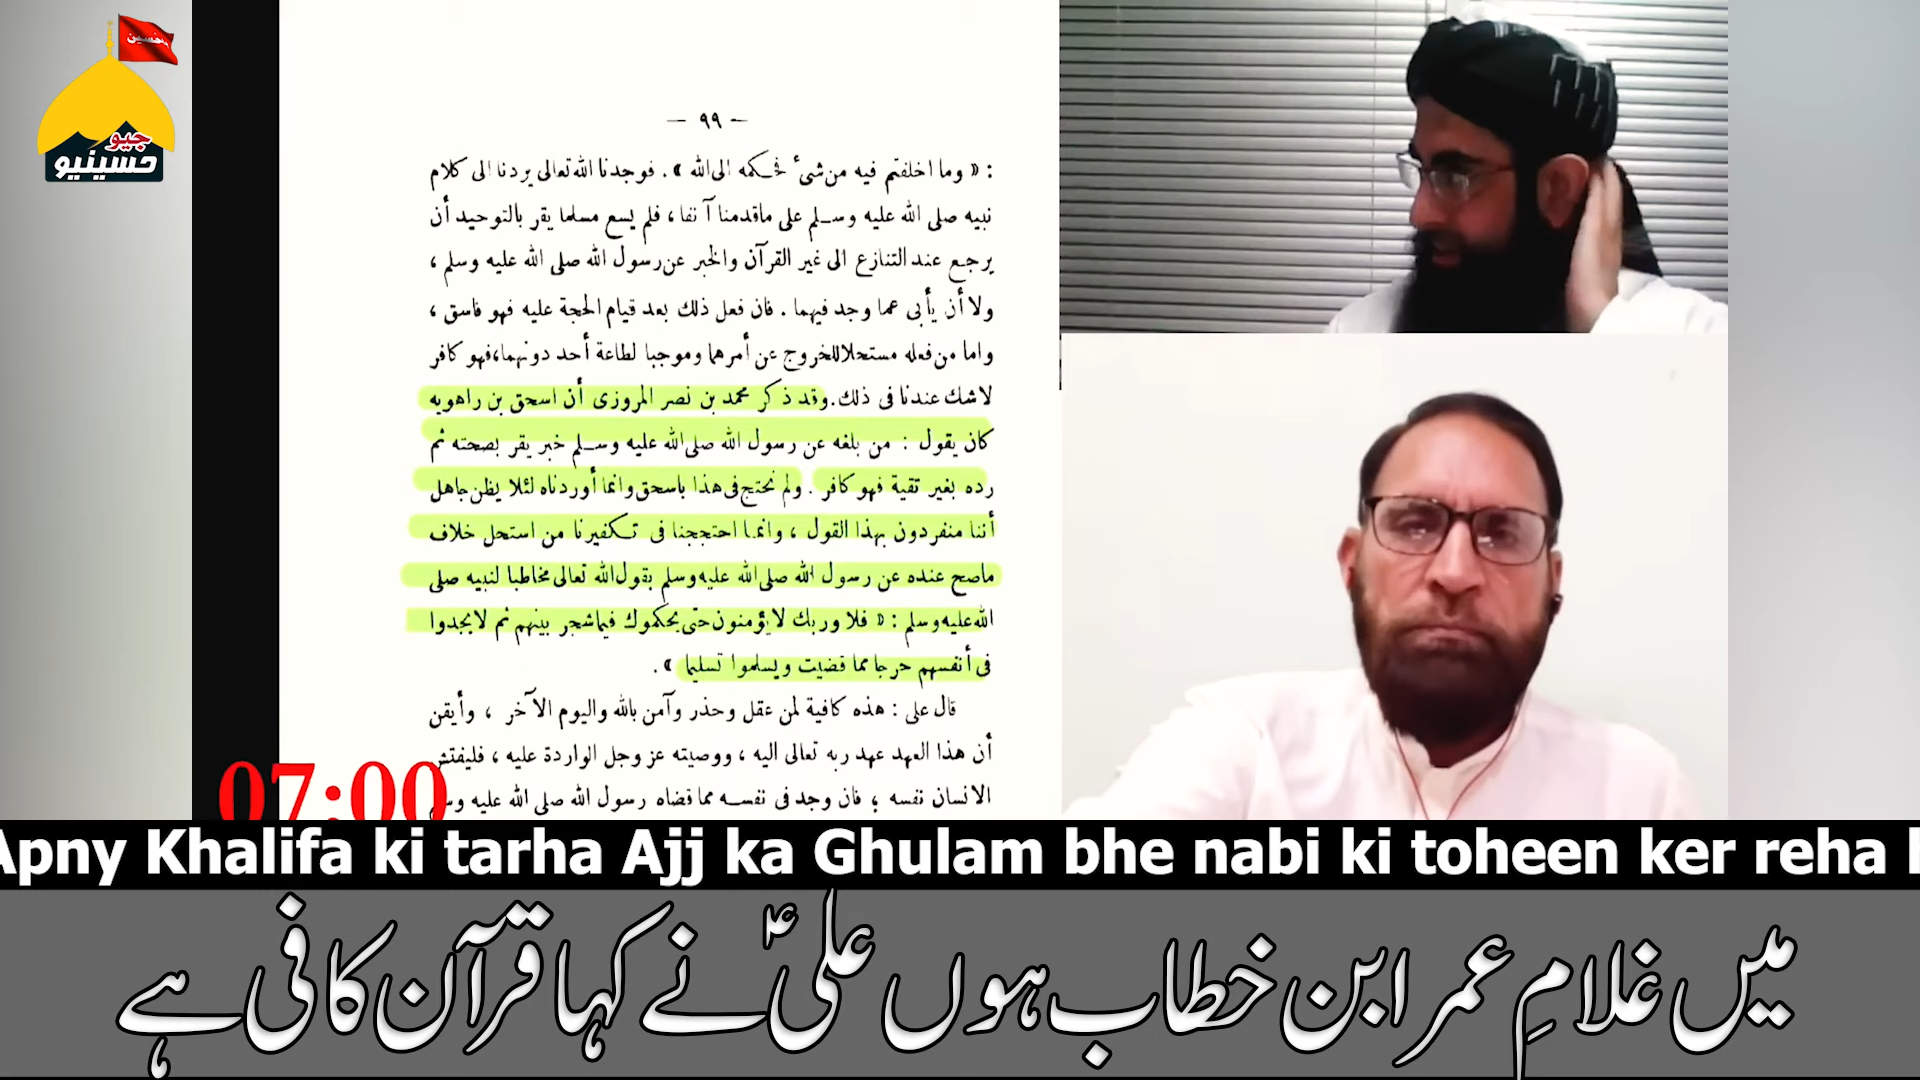 حسین
جیو
حسینیو
— ٩٩ —
: « وما اختلفتم فيه من شىء فحكمه الى الله » . فوجدنا الله تعالى يردنا الى كلام
نبيه صلى الله عليه وسلم على ماقدمنا آنفا ، فلم يسع مسلما يقر بالتوحيد أن
يرجع عند التنازع الى غير القرآن والخبر عن رسول الله صلى الله عليه وسلم ،
ولا أن يأبى عما وجد فيهما . فان فعل ذلك بعد قيام الحجة عليه فهو فاسق ،
واما من فعله مستحلا للخروج عن أمرهما وموجبا لطاعة أحد دونهما، فهو كافر
لاشك عندنا فى ذلك. وقد ذكر محمد بن نصر المروزى أن اسحق بن راهويه
كان يقول : من بلغه عن رسول الله صلى الله عليه وسلم خبر يقر بصحته ثم
رده بغير تقية فهو كافر . ولم نحتج فى هذا باسحق وانما أوردناه لئلا يظن جاهل
أننا منفردون بهذا القول ، وانما احتججنا فى تكفيرنا من استحل خلاف
ماصح عنده عن رسول الله صلى الله عليه وسلم بقول الله تعالى مخاطبا لنبيه صلى
الله عليه وسلم : « فلا وربك لا يؤمنون حتى يحكموك فيما شجر بينهم ثم لا يجدوا
فى أنفسهم حرجا مما قضيت ويسلموا تسليما » .
قال على : هذه كافية لمن عقل وحذر وآمن بالله واليوم الآخر ، وأيقن
أن هذا العهد عهد ربه تعالى اليه ، ووصيته عز وجل الواردة عليه ، فليفتش
الانسان نفسه ؛ فان وجد فى نفسه مما قضاه رسول الله صلى الله عليه وسلم
07:00
Apny Khalifa ki tarha Ajj ka Ghulam bhe nabi ki toheen ker reha
میں غلامِ عمر ابن خطاب ہوں علیؑ نے کہا قرآن کافی ہے